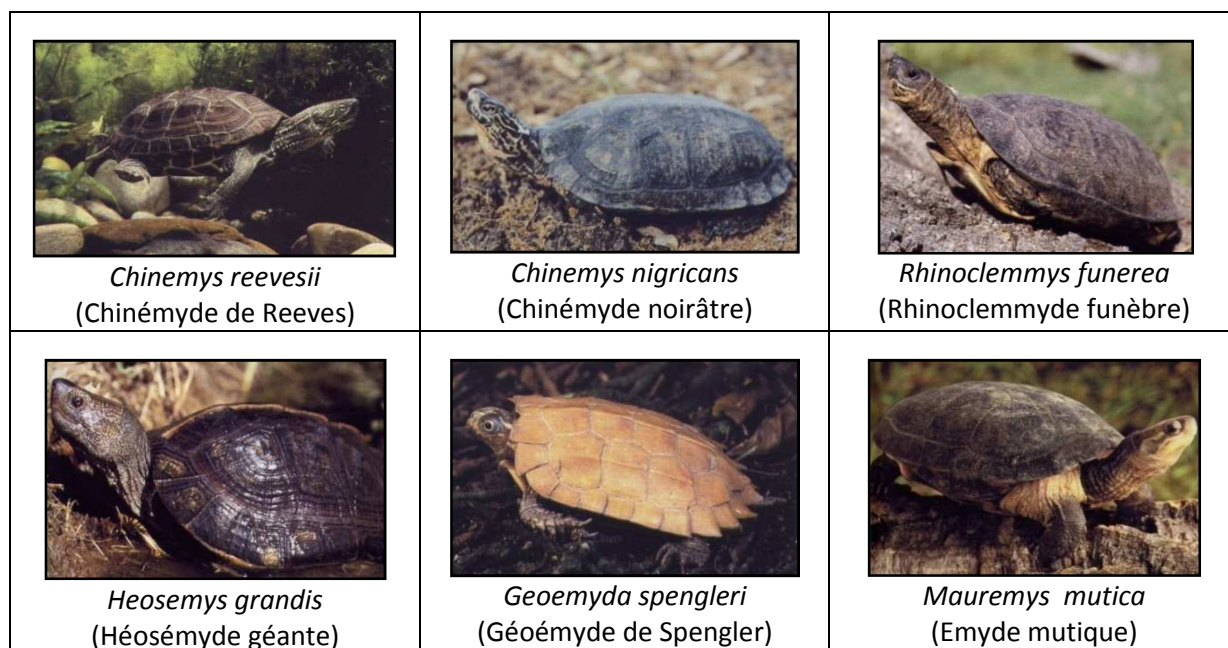 Chinemys reevesii
(Chinémyde de Reeves)
Chinemys nigricans
(Chinémyde noirâtre)
Rhinoclemmys funerea
(Rhinoclemmyde funèbre)
Heosemys grandis
(Héosémyde géante)
Geoemyda spengleri
(Géoémyde de Spengler)
Mauremys mutica
(Emyde mutique)